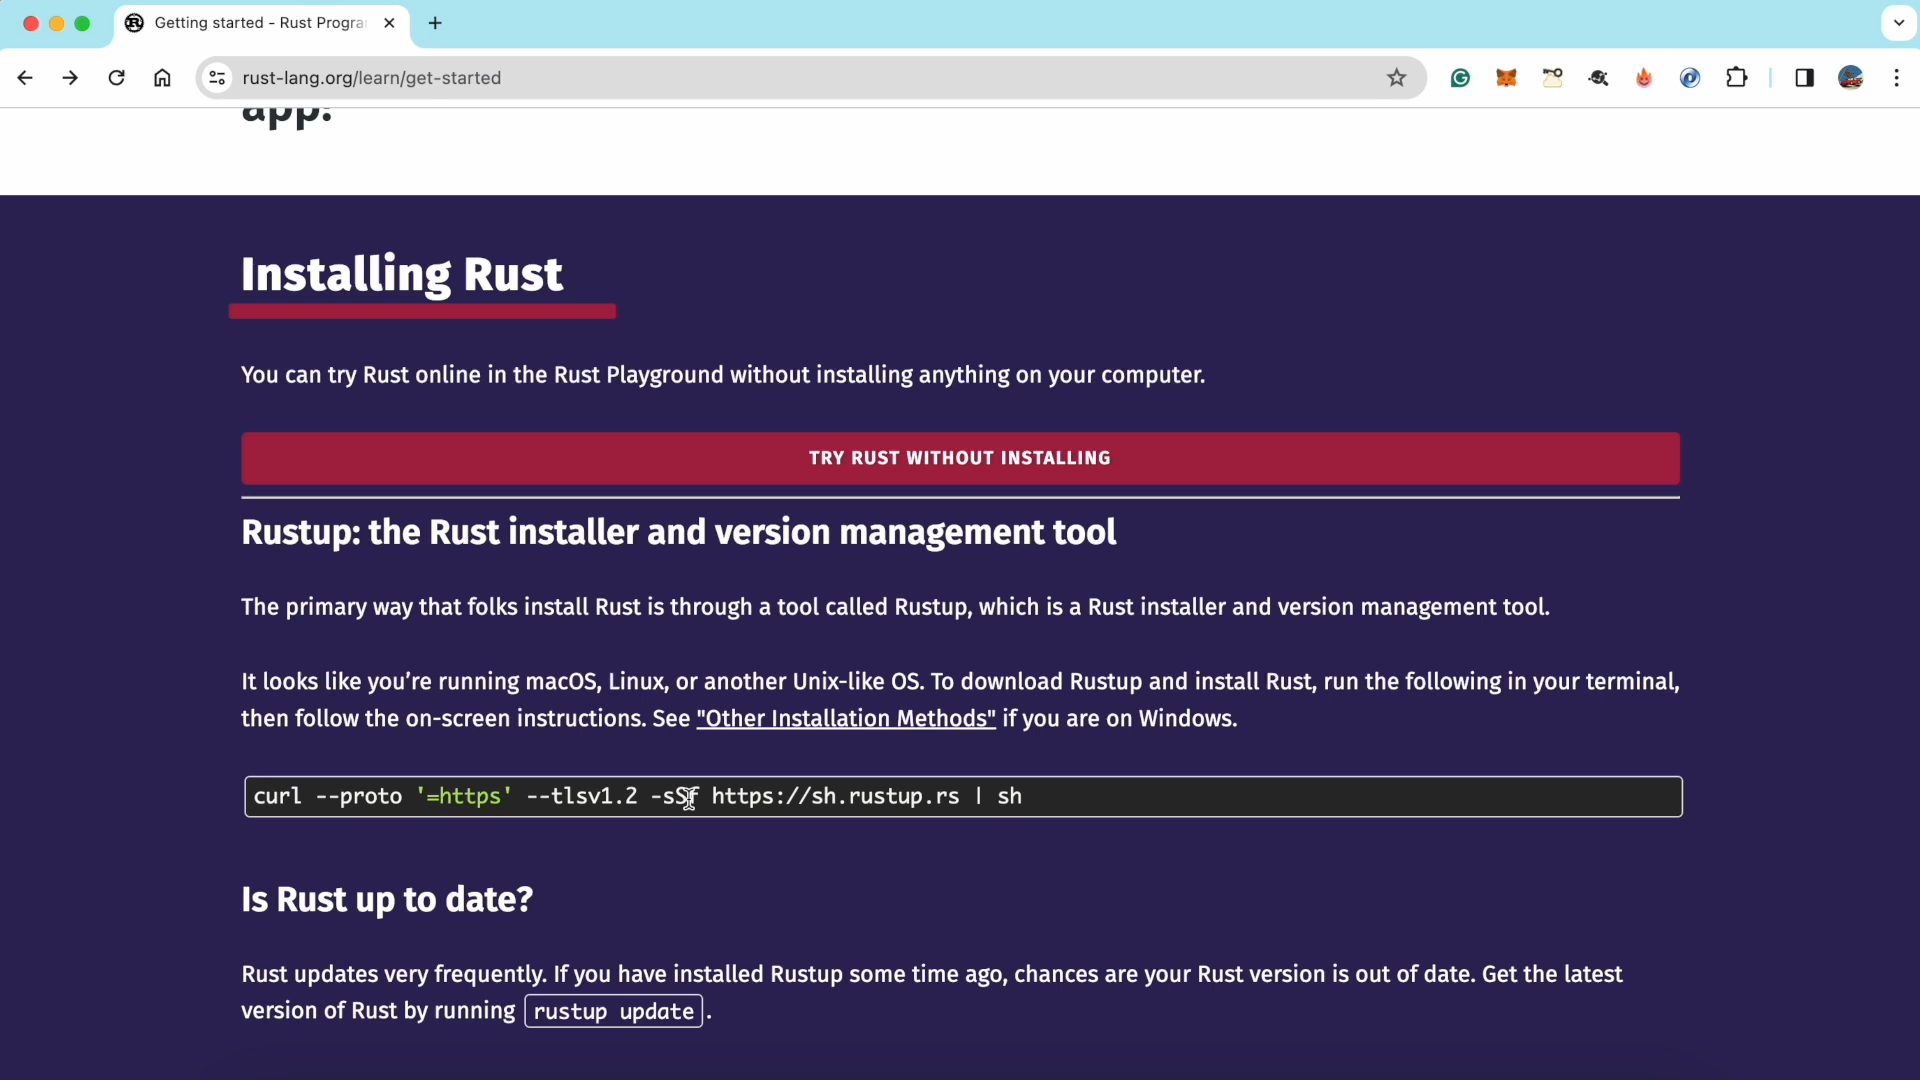 Getting started - Rust Progra
rust-lang.org/learn/get-started
app.
Installing Rust
You can try Rust online in the Rust Playground without installing anything on your computer.
TRY RUST WITHOUT INSTALLING
Rustup: the Rust installer and version management tool
The primary way that folks install Rust is through a tool called Rustup, which is a Rust installer and version management tool.
It looks like you’re running macOS, Linux, or another Unix-like OS. To download Rustup and install Rust, run the following in your terminal,
then follow the on-screen instructions. See "Other Installation Methods" if you are on Windows.
curl --proto '=https' --tlsv1.2 -sSf https://sh.rustup.rs | sh
Is Rust up to date?
Rust updates very frequently. If you have installed Rustup some time ago, chances are your Rust version is out of date. Get the latest
version of Rust by running rustup update .